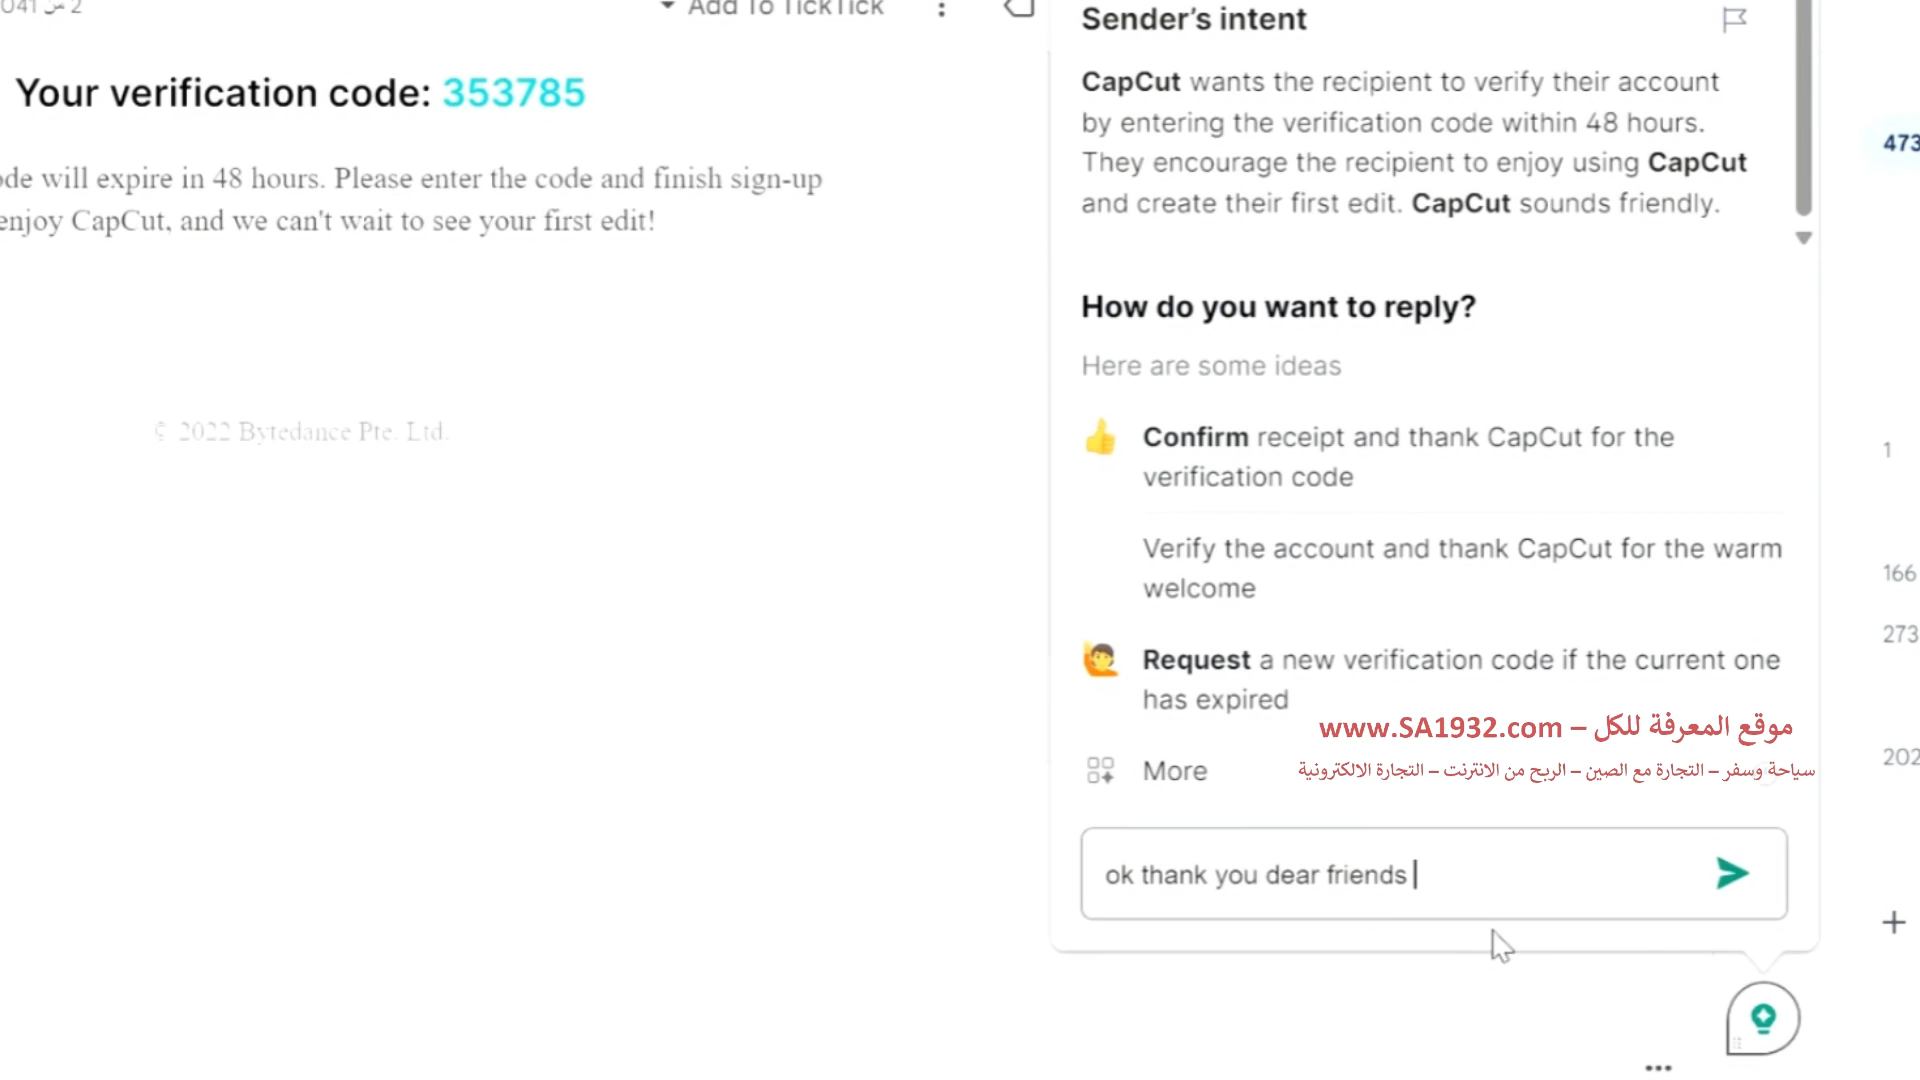 2 من
Add To TickTick
Your verification code: 353785
will expire in 48 hours. Please enter the code and finish sign-up
enjoy CapCut, and we can't wait to see your first edit!
© 2022 Bytedance Pte. Ltd.
Sender's intent
CapCut wants the recipient to verify their account
by entering the verification code within 48 hours.
They encourage the recipient to enjoy using CapCut
and create their first edit. CapCut sounds friendly.
How do you want to reply?
Here are some ideas
👍 Confirm receipt and thank CapCut for the
verification code
Verify the account and thank CapCut for the warm
welcome
🙋 Request a new verification code if the current one
has expired
More
ok thank you dear friends
موقع المعرفة للكل – www.SA1932.com
سياحة وسفر – التجارة مع الصين – الربح من الانترنت – التجارة الالكترونية
473
1
166
273
202